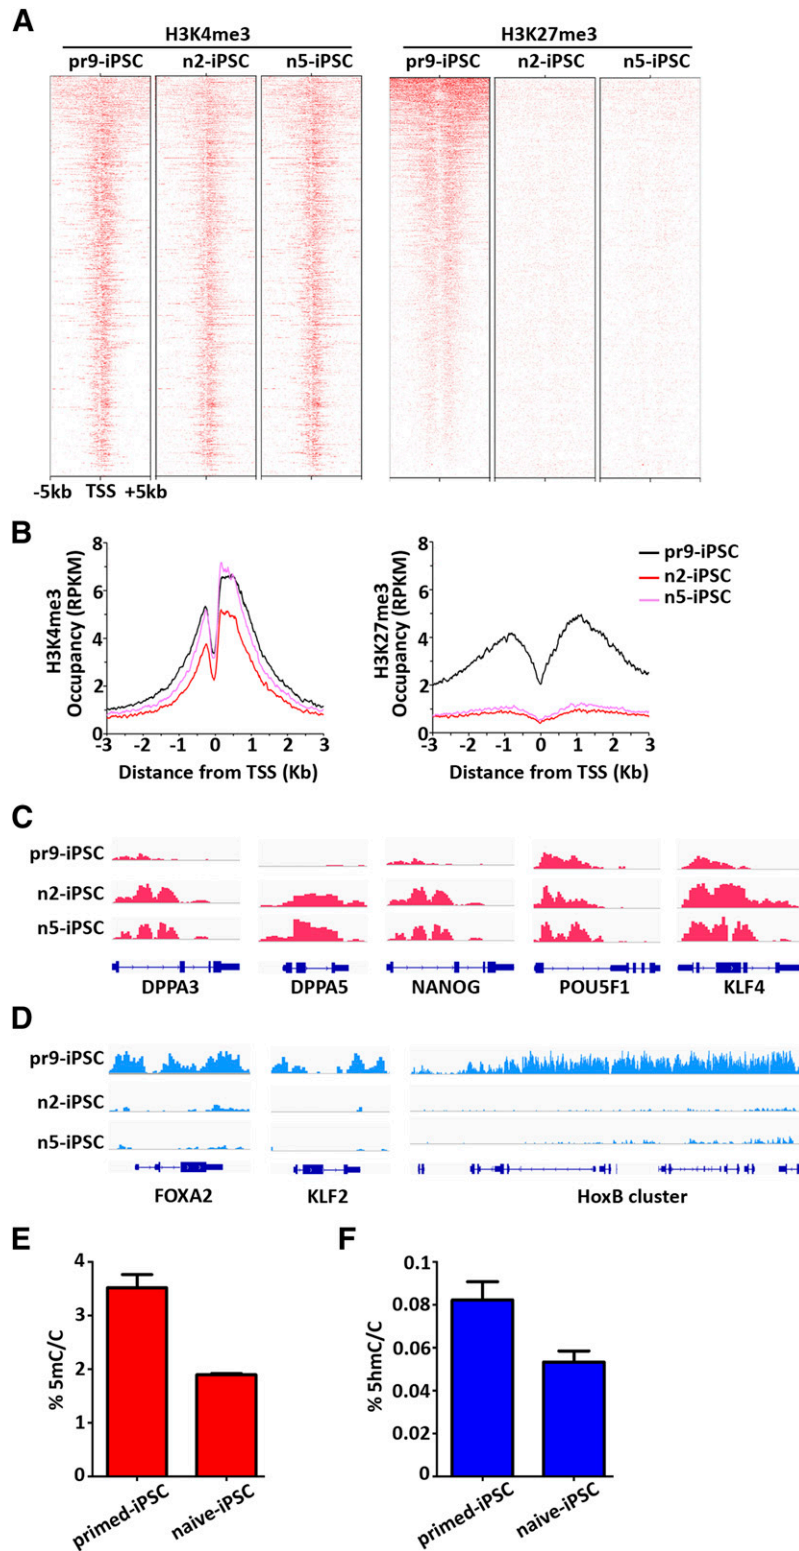 A
H3K4me3 H3K27me3
pr9-iPSC n2-iPSC n5-iPSC pr9-iPSC n2-iPSC n5-iPSC
-5kb TSS +5kb
B
H3K4me3
Occupancy (RPKM)
8
6
4
2
0
-3 -2 -1 0 1 2 3
Distance from TSS (Kb)
H3K27me3
Occupancy (RPKM)
8
6
4
2
0
-3 -2 -1 0 1 2 3
Distance from TSS (Kb)
pr9-iPSC
n2-iPSC
n5-iPSC
C
pr9-iPSC
n2-iPSC
n5-iPSC
DPPA3 DPPA5 NANOG POU5F1 KLF4
D
pr9-iPSC
n2-iPSC
n5-iPSC
FOXA2 KLF2 HoxB cluster
E
% 5mC/C
4
3
2
1
0
primed-iPSC naive-iPSC
F
% 5hmC/C
0.1
0.08
0.06
0.04
0.02
0
primed-iPSC naive-iPSC